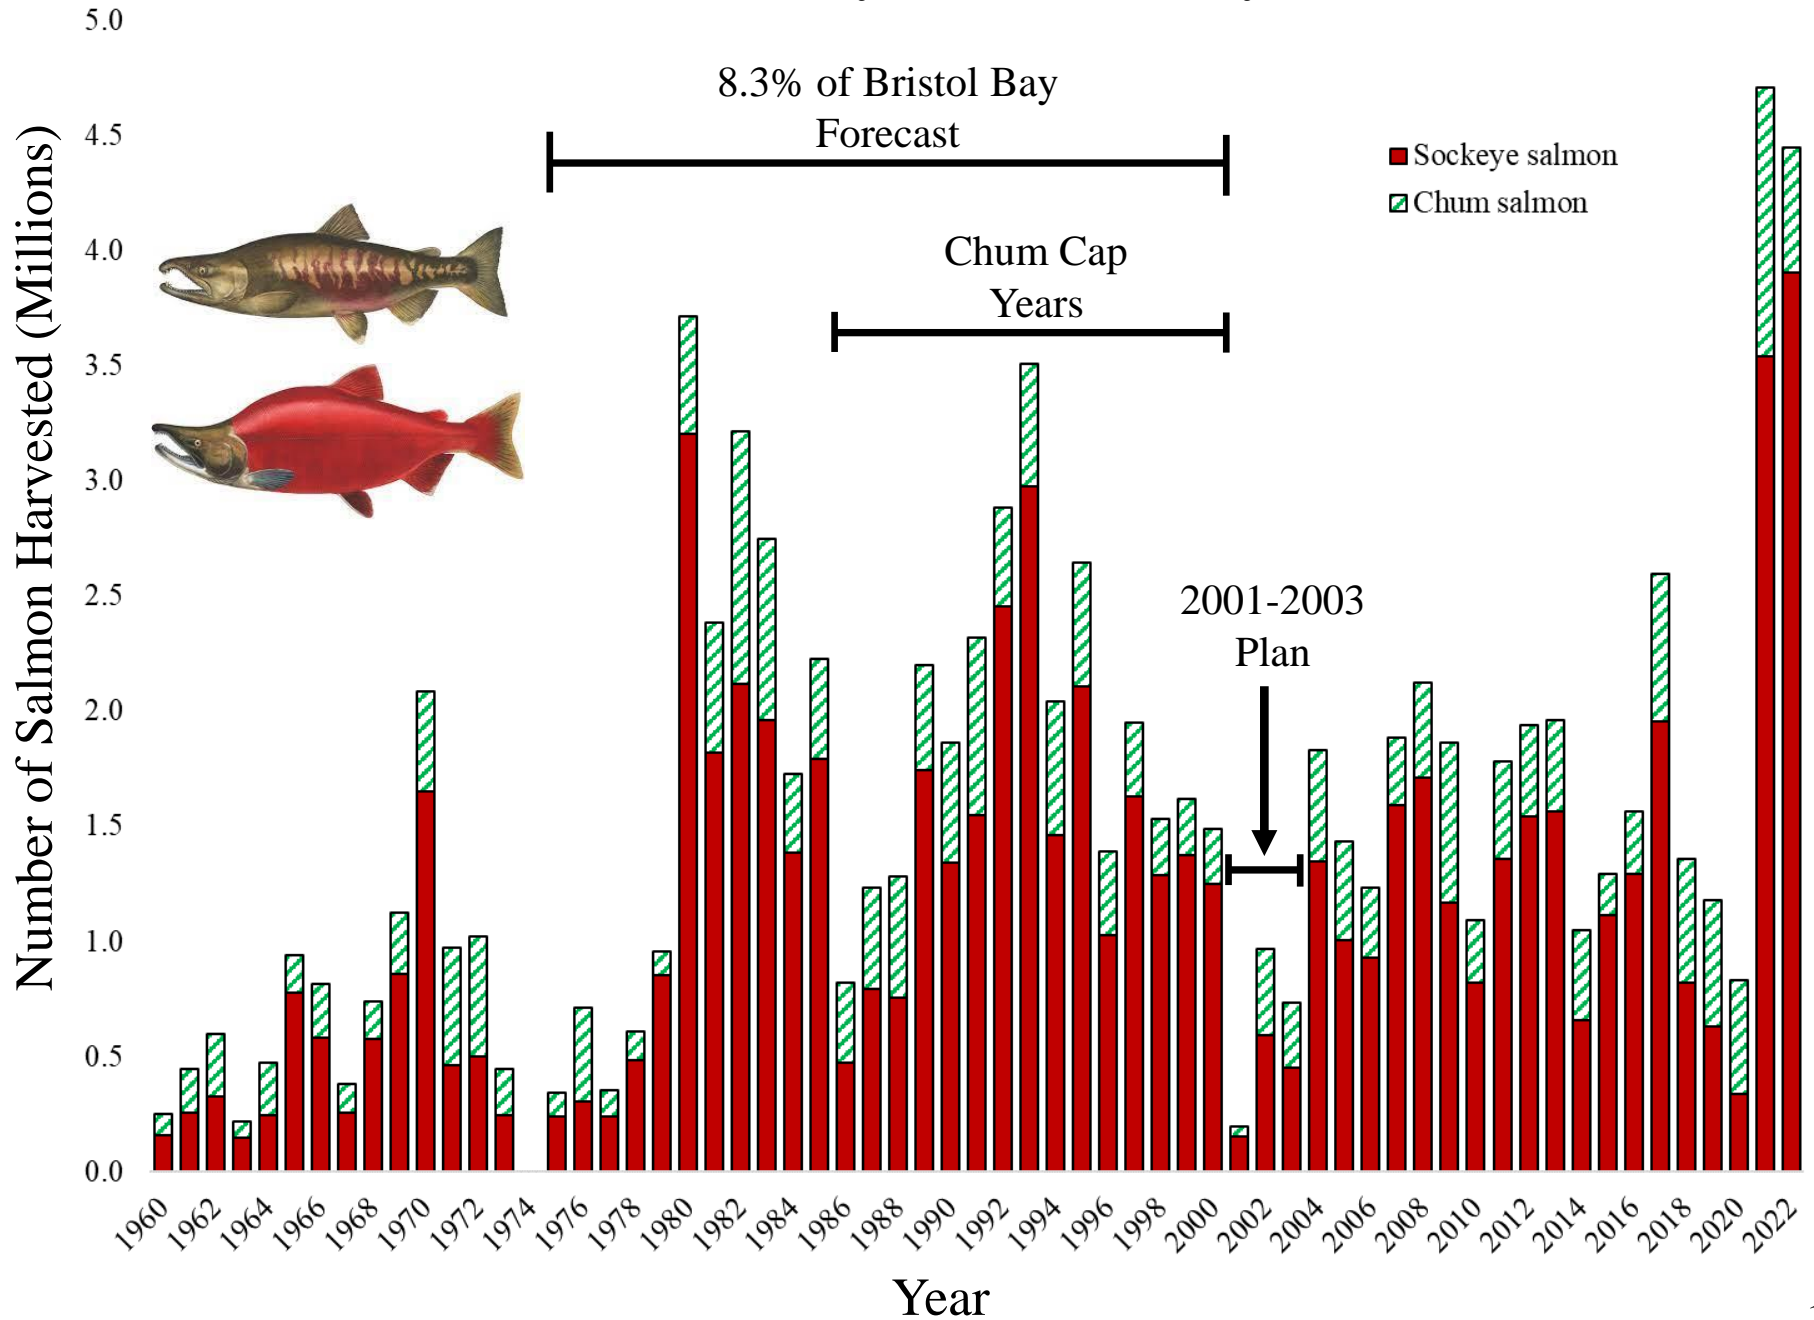 5.0
8.3% of Bristol Bay
Forecast
4.5
Sockeye salmon
Chum salmon
4.0
Chum Cap
Years
3.5
3.0
2.5
2001-2003
Plan
2.0
1.5
1.0
0.5
0.0
Number of Salmon Harvested (Millions)
1960 1962 1964 1966 1968 1970 1972 1974 1976 1978 1980 1982 1984 1986 1988 1990 1992 1994 1996 1998 2000 2002 2004 2006 2008 2010 2012 2014 2016 2018 2020 2022
Year